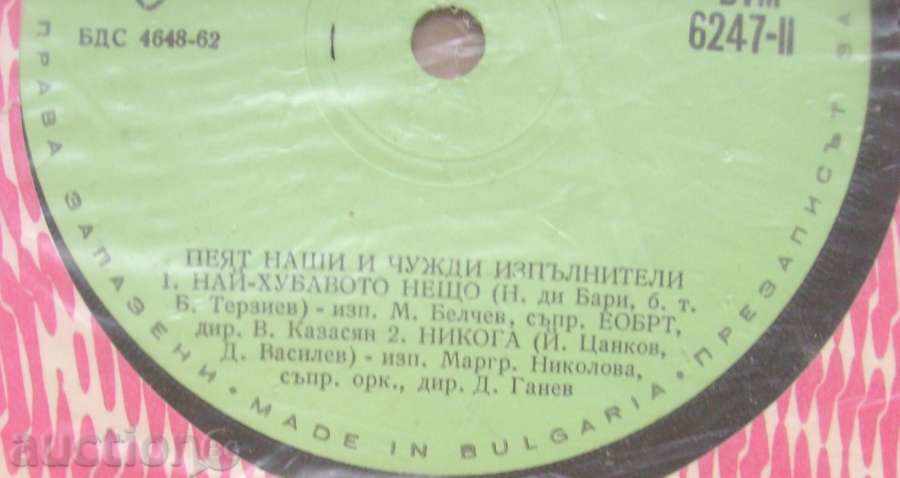 БДС 4648-62
6247-II
ПЕЯТ НАШИ И ЧУЖДИ ИЗПЪЛНИТЕЛИ
1. НАЙ-ХУБАВОТО НЕЩО (Н. ди Бари, б. т.
Б. Терзиев) - изп. М. Белчев, съпр. ЕОБРТ,
дир. В. Казасян 2. НИКОГА (Й. Цанков,
Д. Василев) - изп. Маргр. Николова,
съпр. орк., дир. Д. Ганев
ПРАВА ЗАПАЗЕНИ • MADE IN BULGARIA • ПРЕЗАПИСЪТ ЗА
auction